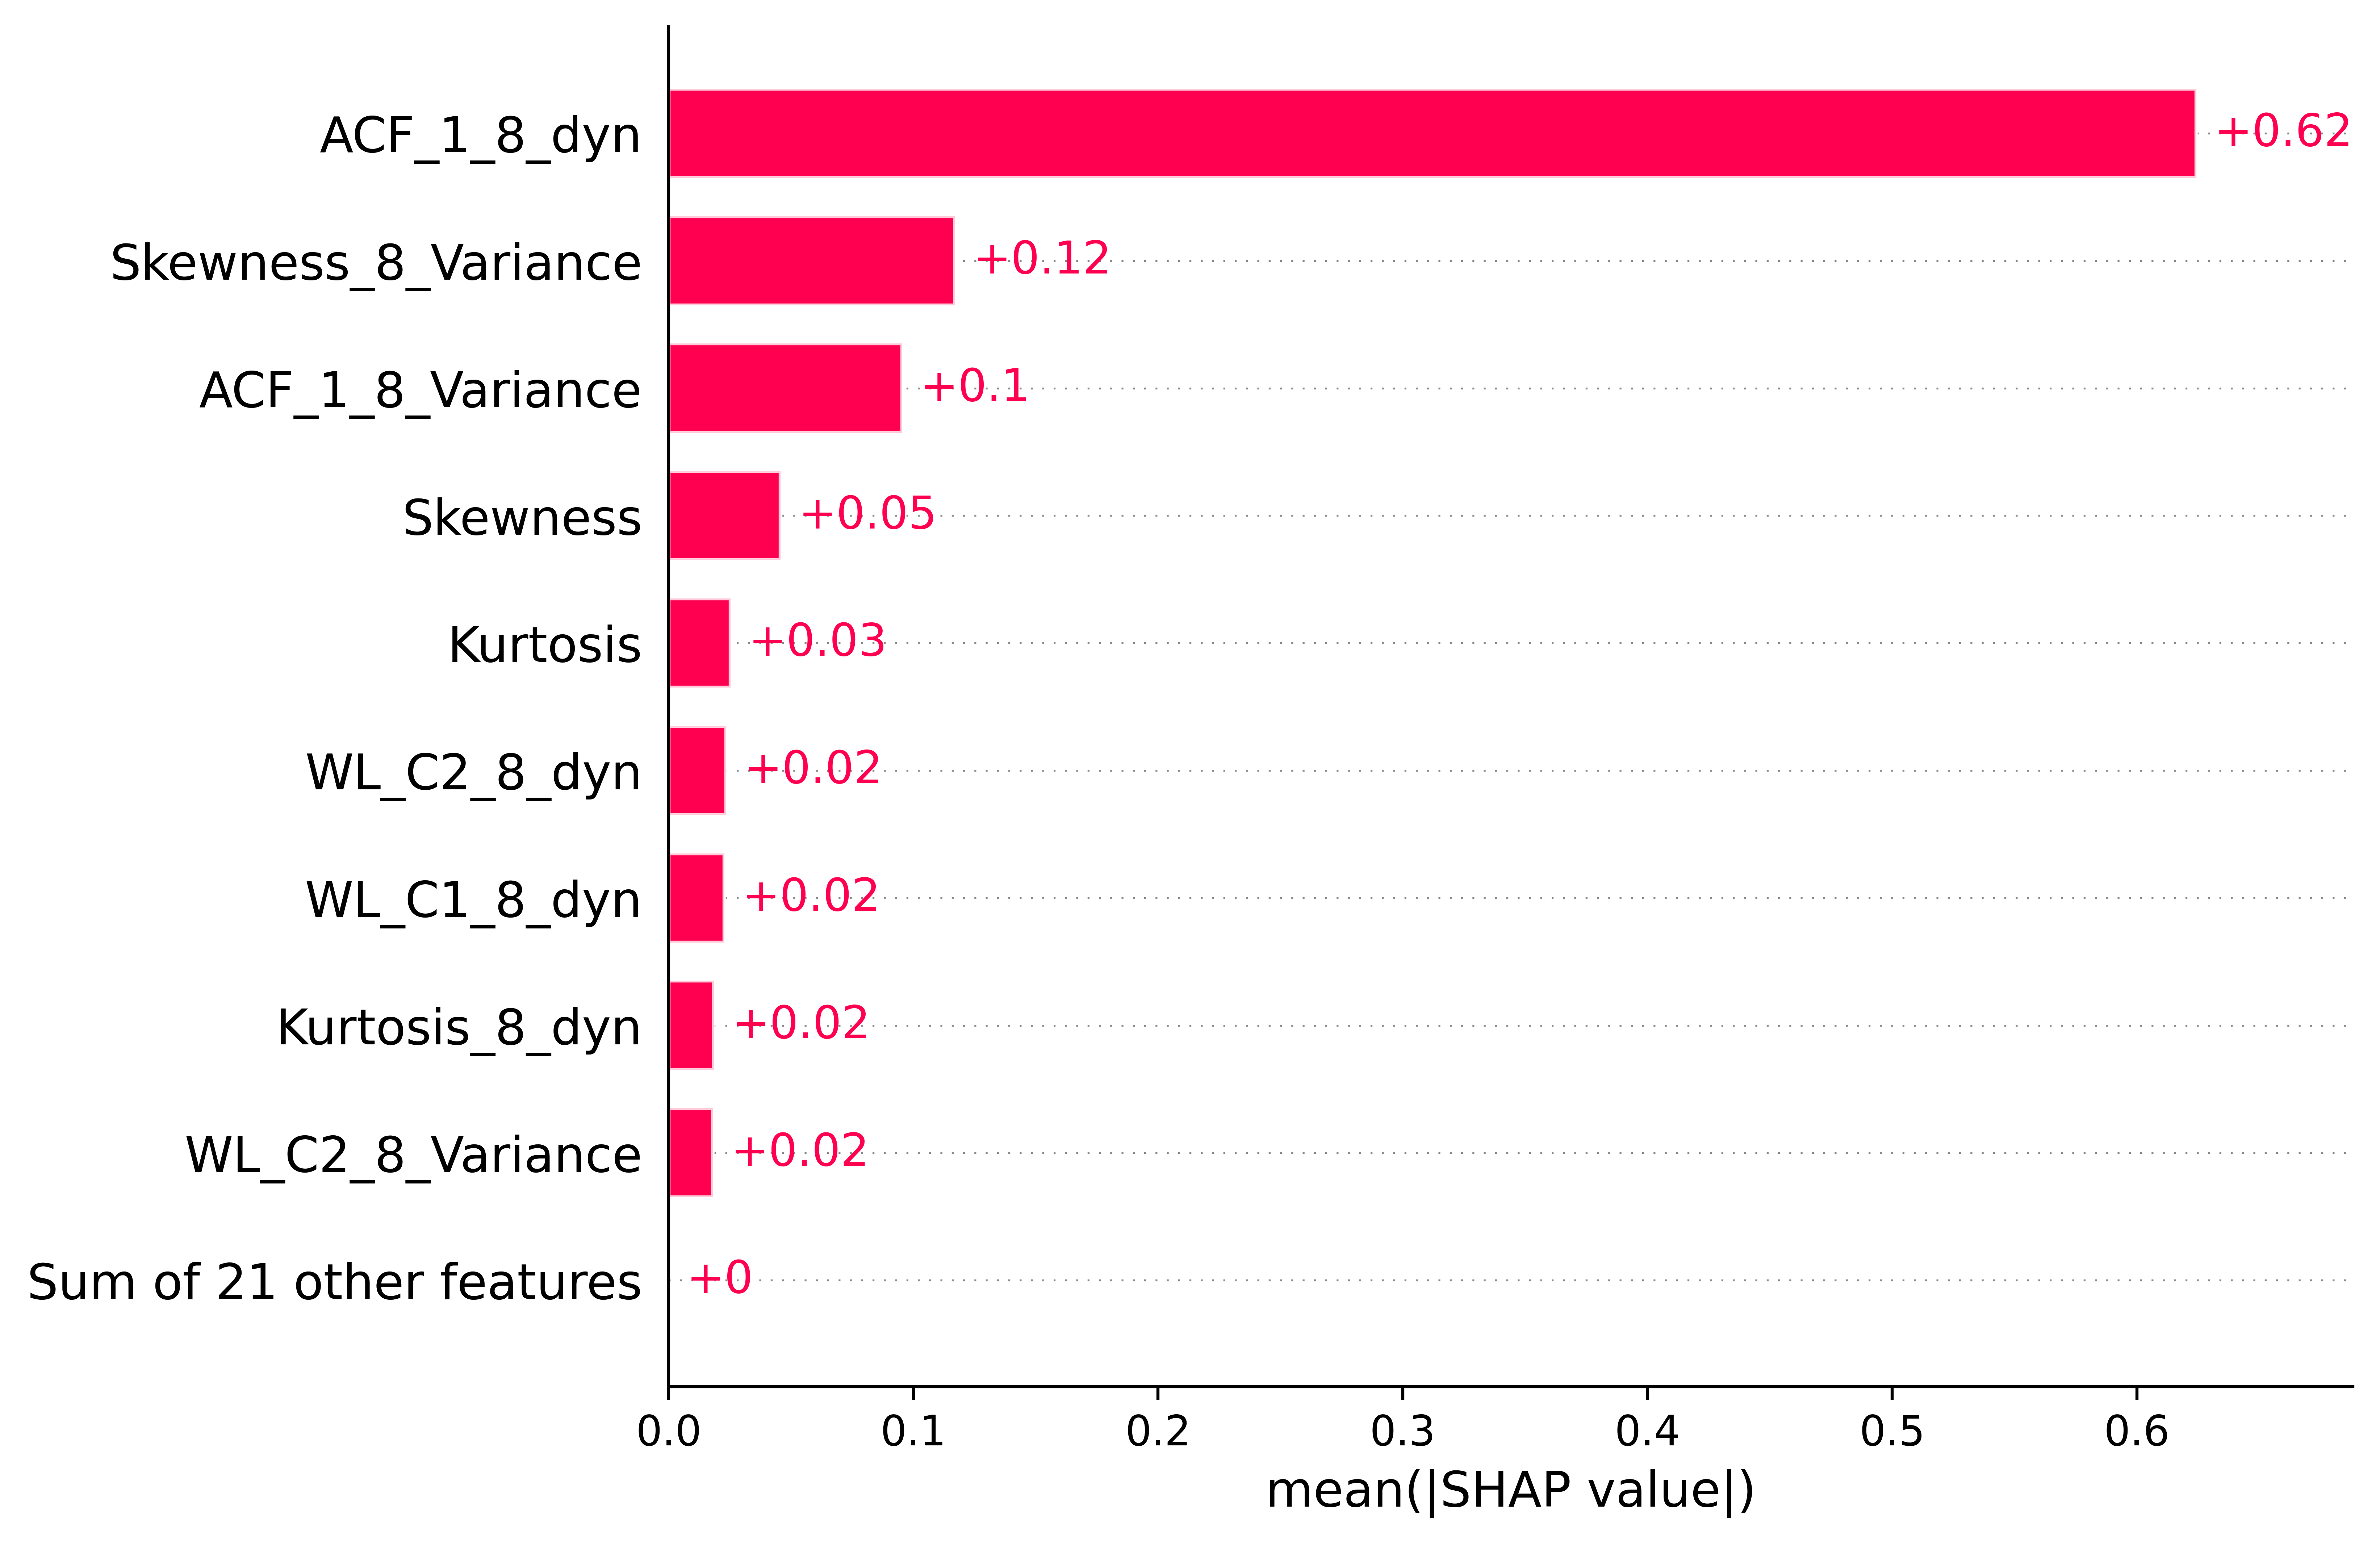 ACF_1_8_dyn +0.62
Skewness_8_Variance +0.12
ACF_1_8_Variance +0.1
Skewness +0.05
Kurtosis +0.03
WL_C2_8_dyn +0.02
WL_C1_8_dyn +0.02
Kurtosis_8_dyn +0.02
WL_C2_8_Variance +0.02
Sum of 21 other features +0
0.0 0.1 0.2 0.3 0.4 0.5 0.6
mean(|SHAP value|)